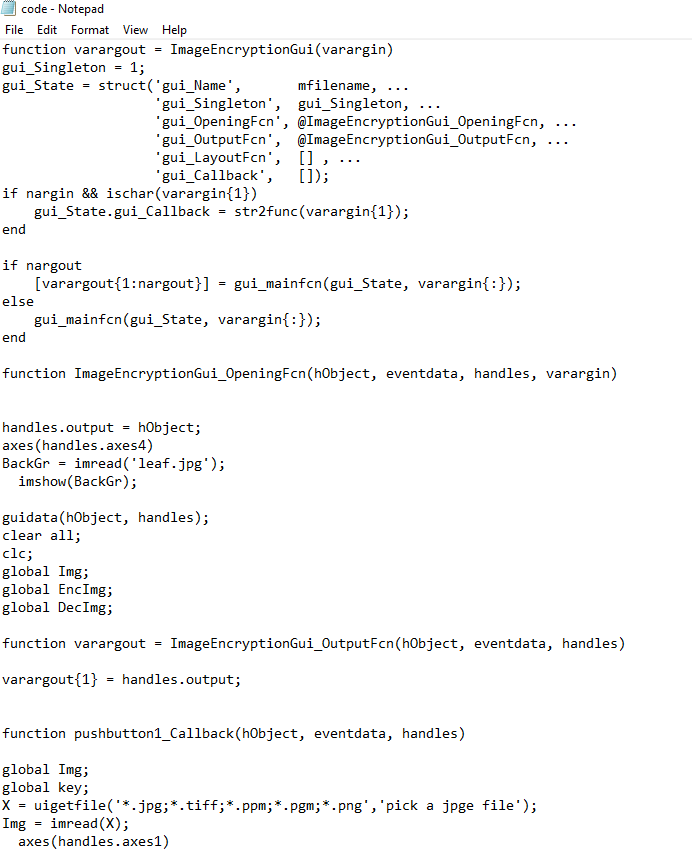 code - Notepad
File Edit Format View Help
function varargout = ImageEncryptionGui(varargin)
gui_Singleton = 1;
gui_State = struct('gui_Name',       mfilename, ...
                   'gui_Singleton',  gui_Singleton, ...
                   'gui_OpeningFcn', @ImageEncryptionGui_OpeningFcn, ...
                   'gui_OutputFcn',  @ImageEncryptionGui_OutputFcn, ...
                   'gui_LayoutFcn',  [] , ...
                   'gui_Callback',   []);
if nargin && ischar(varargin{1})
    gui_State.gui_Callback = str2func(varargin{1});
end

if nargout
    [varargout{1:nargout}] = gui_mainfcn(gui_State, varargin{:});
else
    gui_mainfcn(gui_State, varargin{:});
end

function ImageEncryptionGui_OpeningFcn(hObject, eventdata, handles, varargin)


handles.output = hObject;
axes(handles.axes4)
BackGr = imread('leaf.jpg');
  imshow(BackGr);

guidata(hObject, handles);
clear all;
clc;
global Img;
global EncImg;
global DecImg;

function varargout = ImageEncryptionGui_OutputFcn(hObject, eventdata, handles)

varargout{1} = handles.output;


function pushbutton1_Callback(hObject, eventdata, handles)

global Img;
global key;
X = uigetfile('*.jpg;*.tiff;*.ppm;*.pgm;*.png','pick a jpge file');
Img = imread(X);
  axes(handles.axes1)